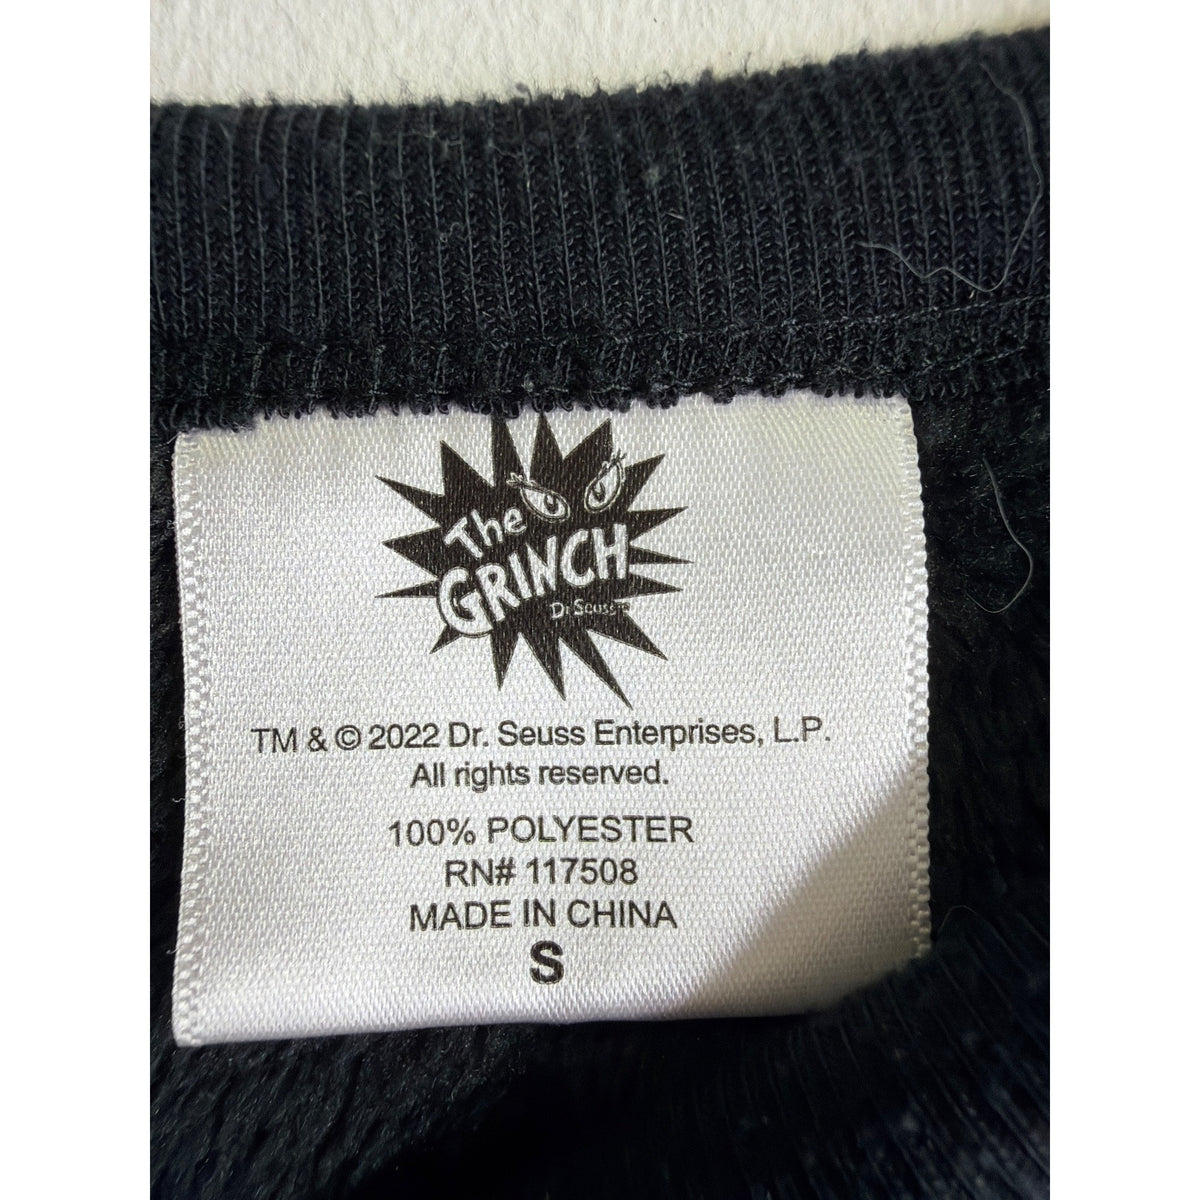 The
GRINCH
Dr. Seuss
TM & © 2022 Dr. Seuss Enterprises, L.P.
All rights reserved.
100% POLYESTER
RN# 117508
MADE IN CHINA
S